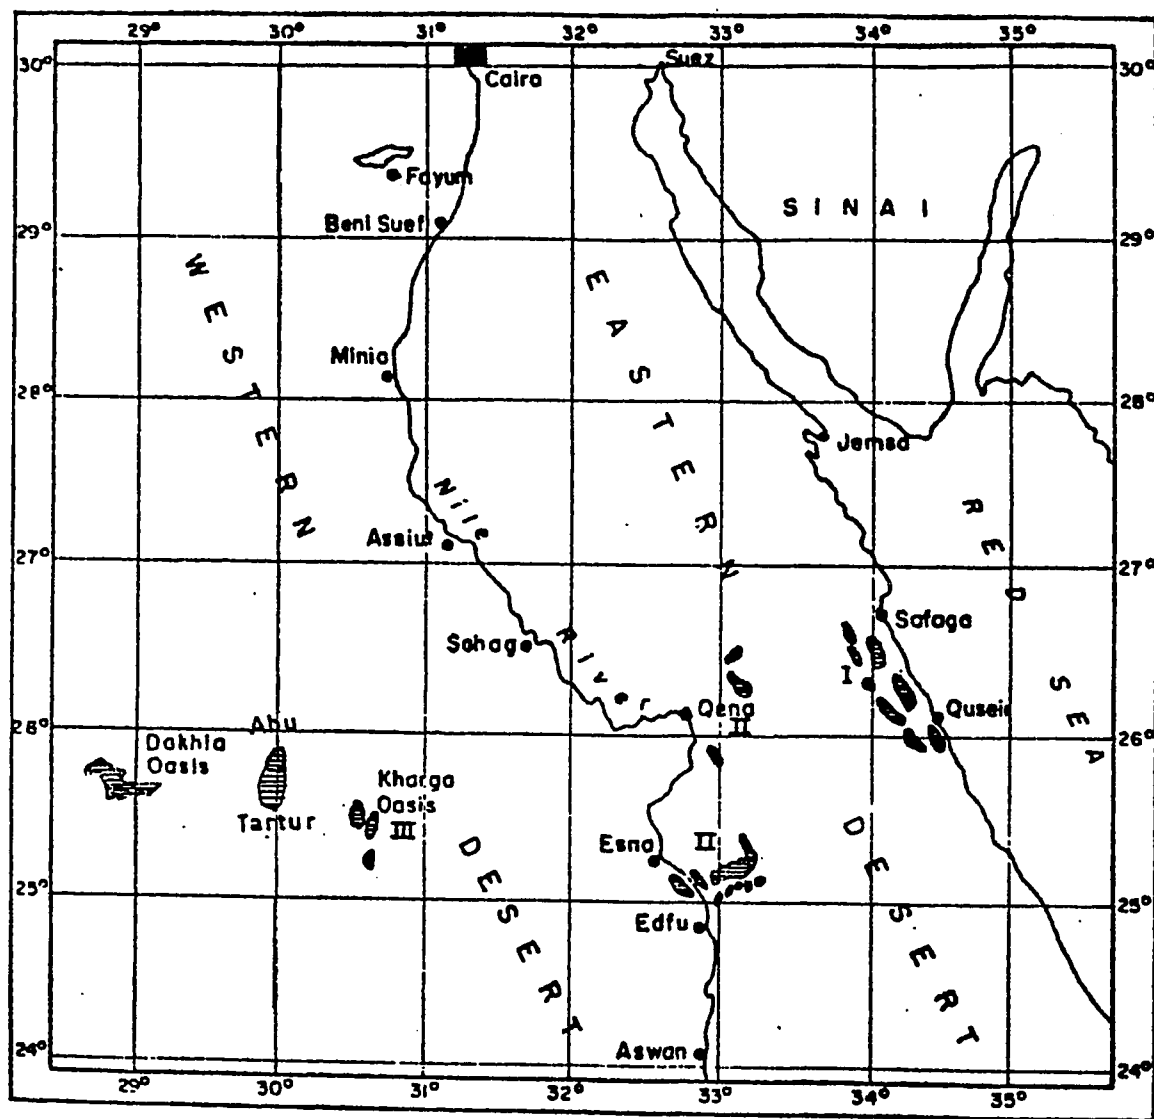 29° 30° 31° 32° 33° 34° 35°
30° 30°
Suez
Cairo
Fayum
SINAI
Beni Suef
29° 29°
WESTERN
EASTERN
Minia
28° 28°
Jemsa
Nile
RED
Assiut
27° 27°
Safaga
Sohag
River
I
SEA
Qena
Quseir
II
26° 26°
Abu
Dakhla
Oasis
Kharga
Oasis
Tartur
III
DESERT
Esna
II
DESERT
25° 25°
Edfu
Aswan
24° 24°
29° 30° 31° 32° 33° 34° 35°